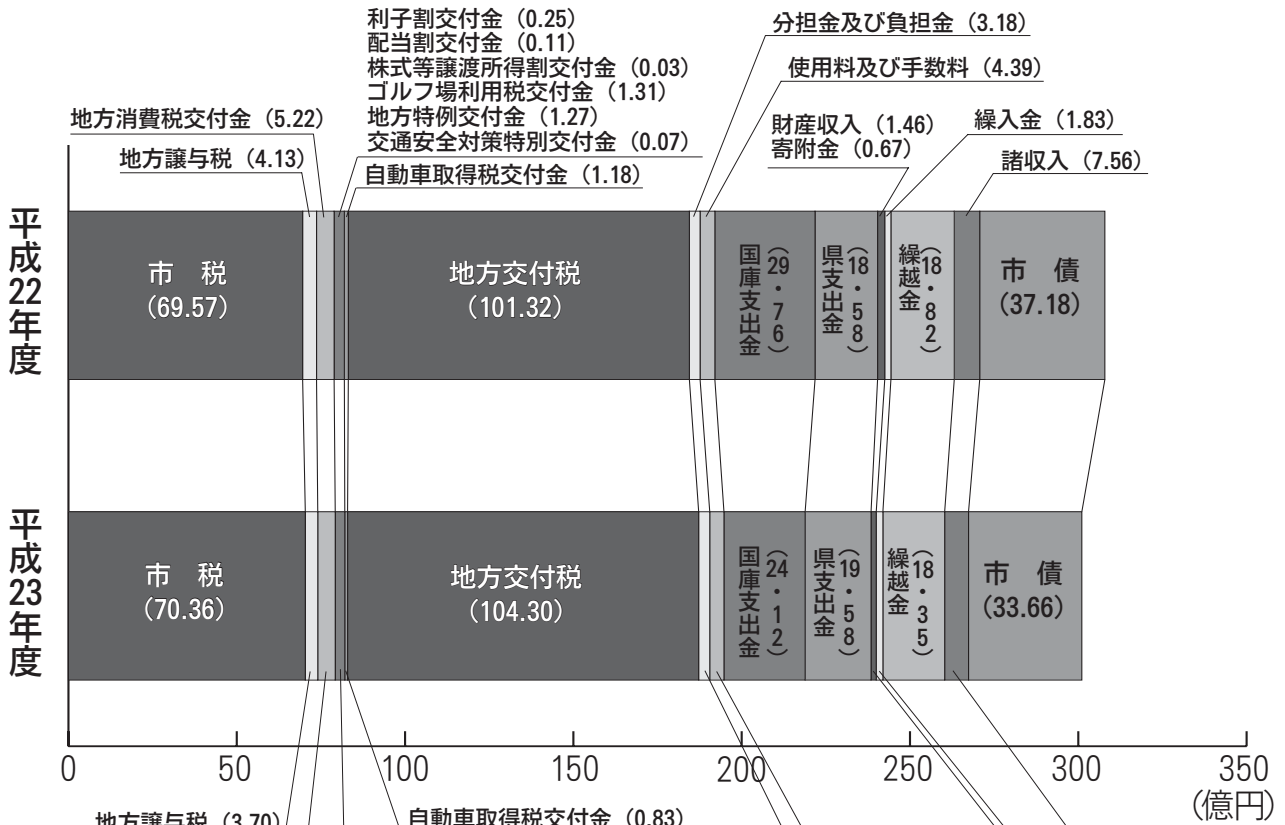 利子割交付金（0.25）
配当割交付金（0.11）
株式等譲渡所得割交付金（0.03）
ゴルフ場利用税交付金（1.31）
地方特例交付金（1.27）
交通安全対策特別交付金（0.07）
自動車取得税交付金（1.18）
地方消費税交付金（5.22）
地方譲与税（4.13）
分担金及び負担金（3.18）
使用料及び手数料（4.39）
財産収入（1.46）
寄附金（0.67）
繰入金（1.83）
諸収入（7.56）
平成22年度
市　税
（69.57）
地方交付税
（101.32）
国庫支出金
（29・76）
県支出金
（18・58）
繰越金
（18・82）
市　債
（37.18）
平成23年度
市　税
（70.36）
地方交付税
（104.30）
国庫支出金
（24・12）
県支出金
（19・58）
繰越金
（18・35）
市　債
（33.66）
0
50
100
150
200
250
300
350
（億円）
地方譲与税（3.70）
自動車取得税交付金（0.83）